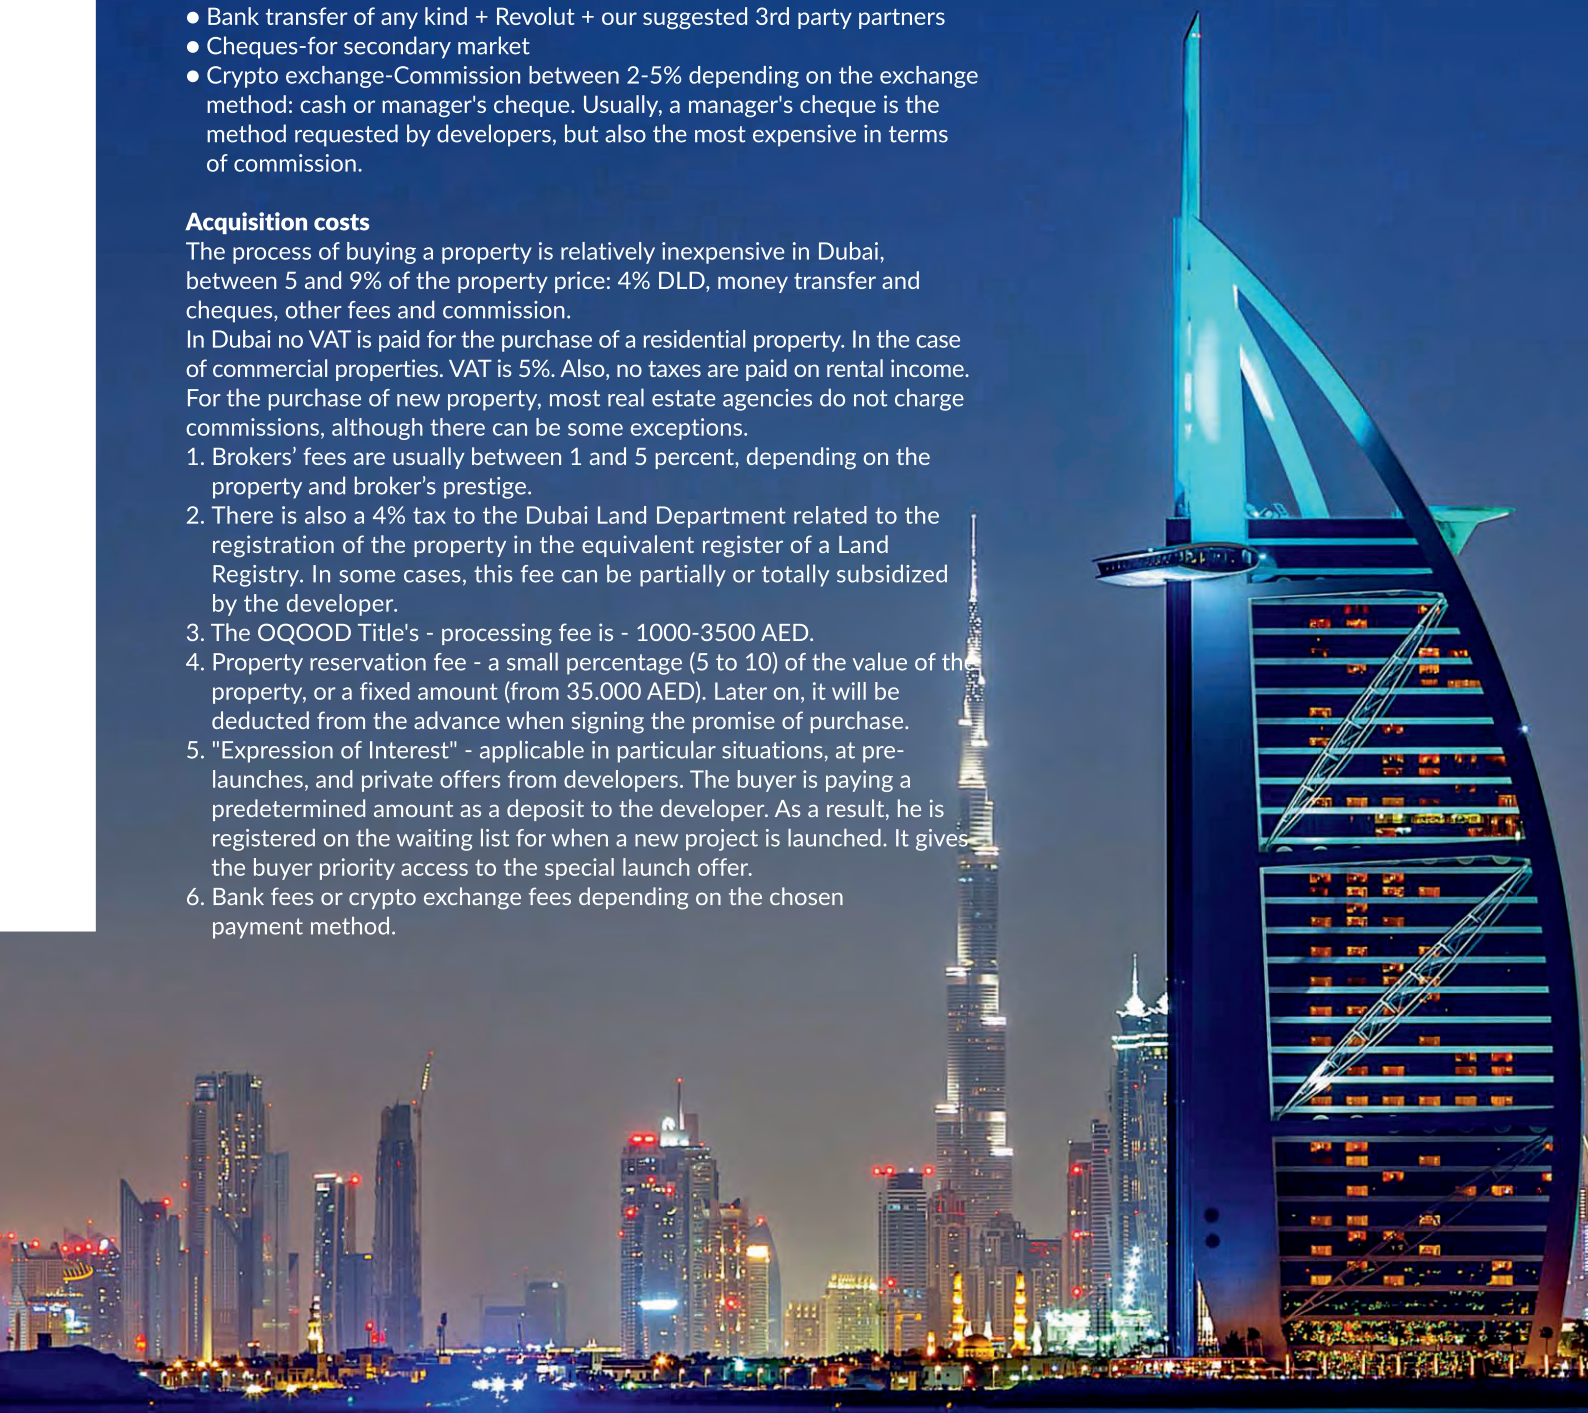 ● Bank transfer of any kind + Revolut + our suggested 3rd party partners
● Cheques-for secondary market
● Crypto exchange-Commission between 2-5% depending on the exchange
method: cash or manager's cheque. Usually, a manager's cheque is the
method requested by developers, but also the most expensive in terms
of commission.
Acquisition costs
The process of buying a property is relatively inexpensive in Dubai,
between 5 and 9% of the property price: 4% DLD, money transfer and
cheques, other fees and commission.
In Dubai no VAT is paid for the purchase of a residential property. In the case
of commercial properties. VAT is 5%. Also, no taxes are paid on rental income.
For the purchase of new property, most real estate agencies do not charge
commissions, although there can be some exceptions.
1. Brokers’ fees are usually between 1 and 5 percent, depending on the
property and broker’s prestige.
2. There is also a 4% tax to the Dubai Land Department related to the
registration of the property in the equivalent register of a Land
Registry. In some cases, this fee can be partially or totally subsidized
by the developer.
3. The OQOOD Title's - processing fee is - 1000-3500 AED.
4. Property reservation fee - a small percentage (5 to 10) of the value of the
property, or a fixed amount (from 35.000 AED). Later on, it will be
deducted from the advance when signing the promise of purchase.
5. "Expression of Interest" - applicable in particular situations, at pre-
launches, and private offers from developers. The buyer is paying a
predetermined amount as a deposit to the developer. As a result, he is
registered on the waiting list for when a new project is launched. It gives
the buyer priority access to the special launch offer.
6. Bank fees or crypto exchange fees depending on the chosen
payment method.